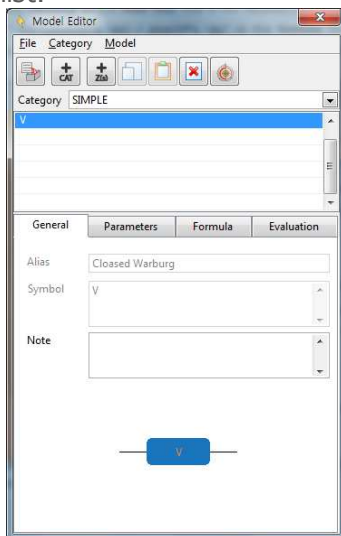 Model Editor
File Category Model
+ CAT + Z(ω)
Category SIMPLE
V
General Parameters Formula Evaluation
Alias Cloased Warburg
Symbol V
Note
V